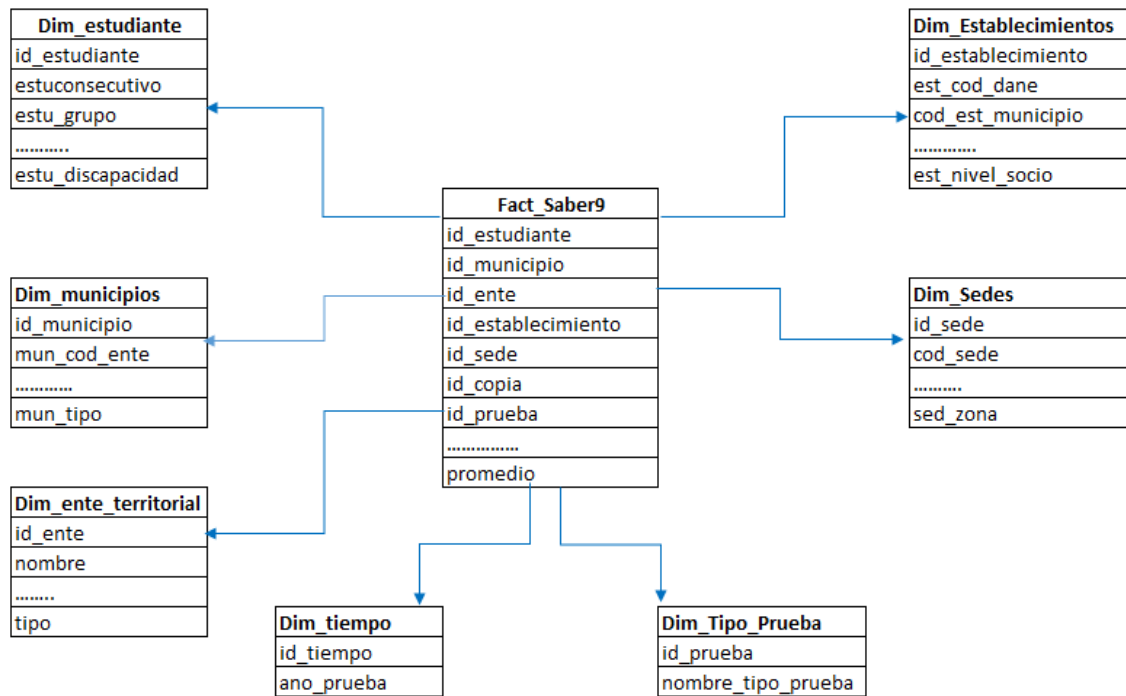 Dim_estudiante
id_estudiante
estuconsecutivo
estu_grupo
………..
estu_discapacidad
Dim_Establecimientos
id_establecimiento
est_cod_dane
cod_est_municipio
………….
est_nivel_socio
Fact_Saber9
id_estudiante
id_municipio
id_ente
id_establecimiento
id_sede
id_copia
id_prueba
……………
promedio
Dim_municipios
id_municipio
mun_cod_ente
…………
mun_tipo
Dim_Sedes
id_sede
cod_sede
……….
sed_zona
Dim_ente_territorial
id_ente
nombre
……..
tipo
Dim_tiempo
id_tiempo
ano_prueba
Dim_Tipo_Prueba
id_prueba
nombre_tipo_prueba